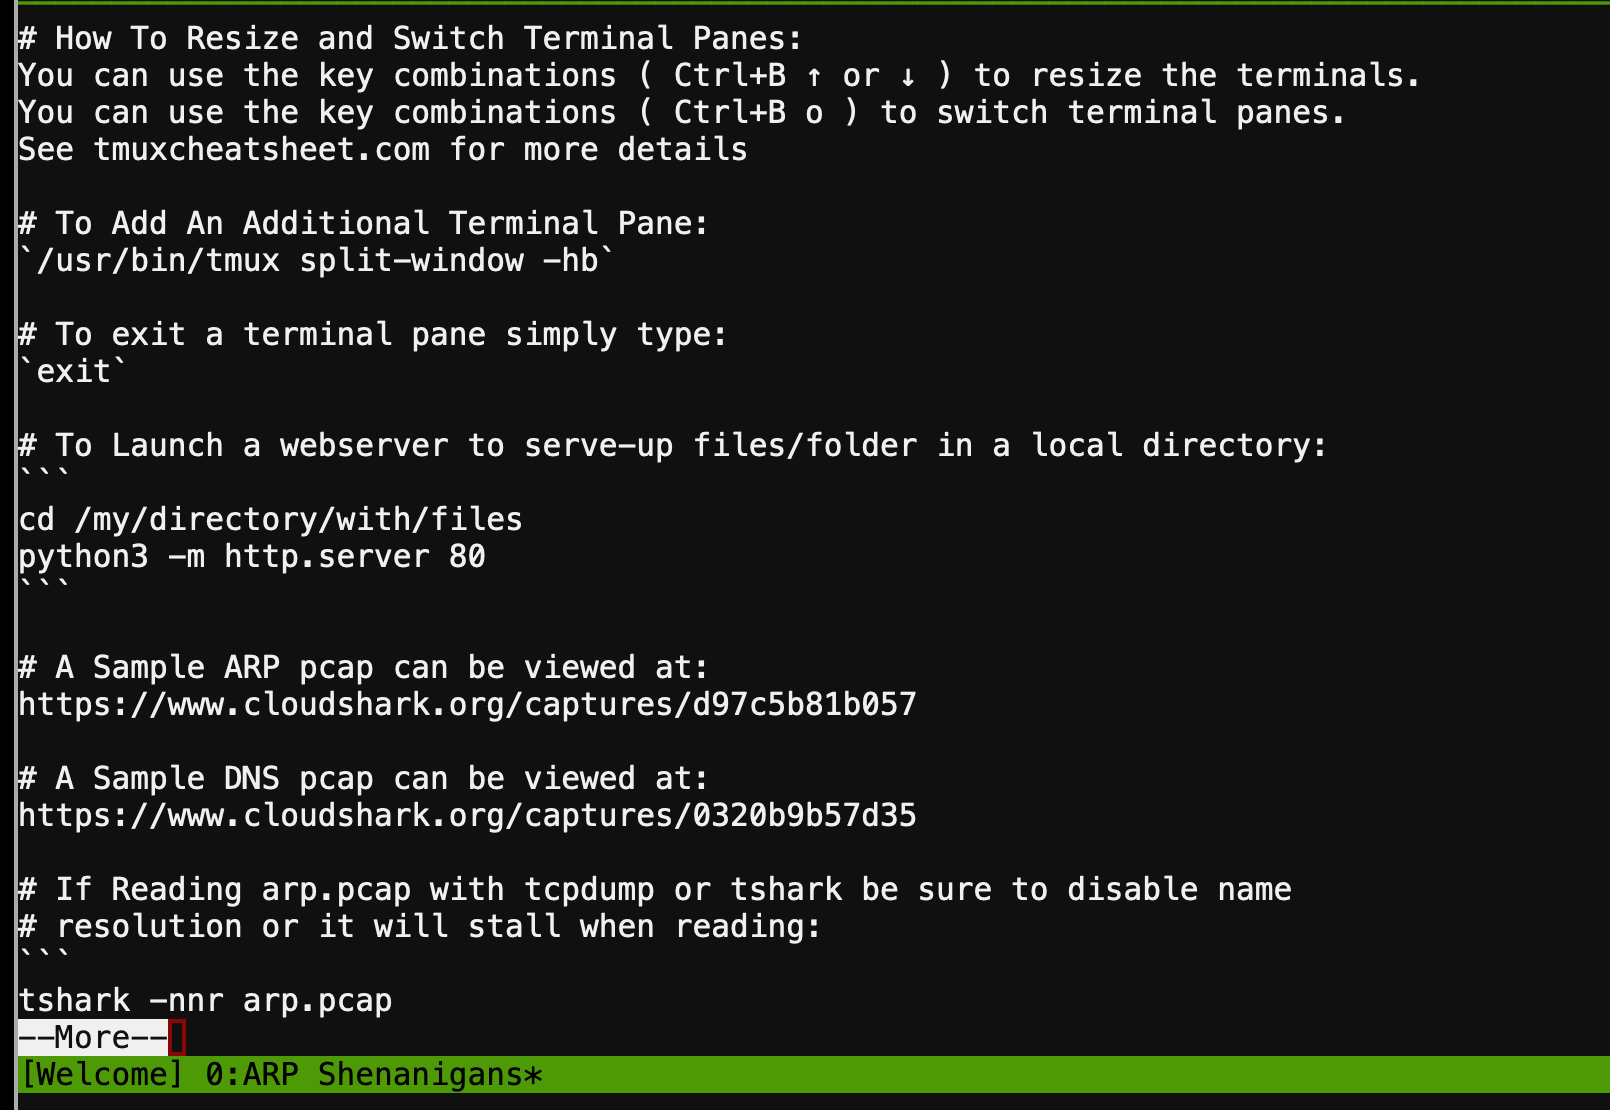 # How To Resize and Switch Terminal Panes:
You can use the key combinations ( Ctrl+B ↑ or ↓ ) to resize the terminals.
You can use the key combinations ( Ctrl+B o ) to switch terminal panes.
See tmuxcheatsheet.com for more details
# To Add An Additional Terminal Pane:
`/usr/bin/tmux split-window -hb`
# To exit a terminal pane simply type:
`exit`
# To Launch a webserver to serve-up files/folder in a local directory:
```
cd /my/directory/with/files
python3 -m http.server 80
```
# A Sample ARP pcap can be viewed at:
https://www.cloudshark.org/captures/d97c5b81b057
# A Sample DNS pcap can be viewed at:
https://www.cloudshark.org/captures/0320b9b57d35
# If Reading arp.pcap with tcpdump or tshark be sure to disable name
# resolution or it will stall when reading:
```
tshark -nnr arp.pcap
--More--
[Welcome] 0:ARP Shenanigans*